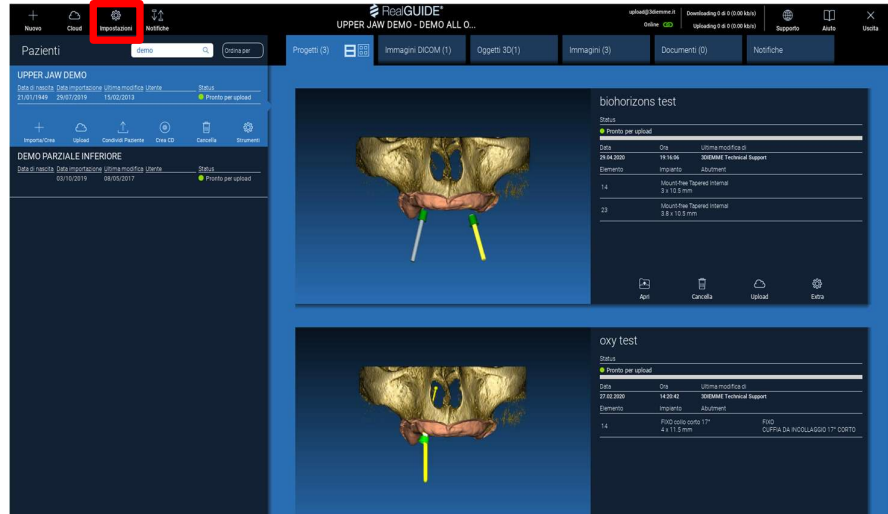 Nuovo Cloud Impostazioni Notifiche
RealGUIDE®
UPPER JAW DEMO - DEMO ALL O...
upload@3diemme.it
Online
Downloading 0 di 0 (0.00 kb/s)
Uploading 0 di 0 (0.00 kb/s)
Supporto Aiuto Uscita
Pazienti demo Ordina per
Progetti (3) Immagini DICOM (1) Oggetti 3D(1) Immagini (3) Documenti (0) Notifiche
UPPER JAW DEMO
Data di nascita Data importazione Ultima modifica Utente Status
21/01/1949 29/07/2019 15/02/2013 Pronto per upload
Importa/Crea Upload Condividi Paziente Crea CD Cancella Strumenti
DEMO PARZIALE INFERIORE
Data di nascita Data importazione Ultima modifica Utente Status
03/10/2019 08/05/2017 Pronto per upload
biohorizons test
Status
Pronto per upload
Data Ora Ultima modifica di
29.04.2020 19:16:06 3DIEMME Technical Support
Elemento Impianto Abutment
14 Mount-free Tapered Internal
3 x 10.5 mm
23 Mount-free Tapered Internal
3.8 x 10.5 mm
Apri Cancella Upload Extra
oxy test
Status
Pronto per upload
Data Ora Ultima modifica di
27.02.2020 14:20:42 3DIEMME Technical Support
Elemento Impianto Abutment
14 FIXO collo corto 17° FIXO
4 x 11.5 mm CUFFIA DA INCOLLAGGIO 17° CORTO